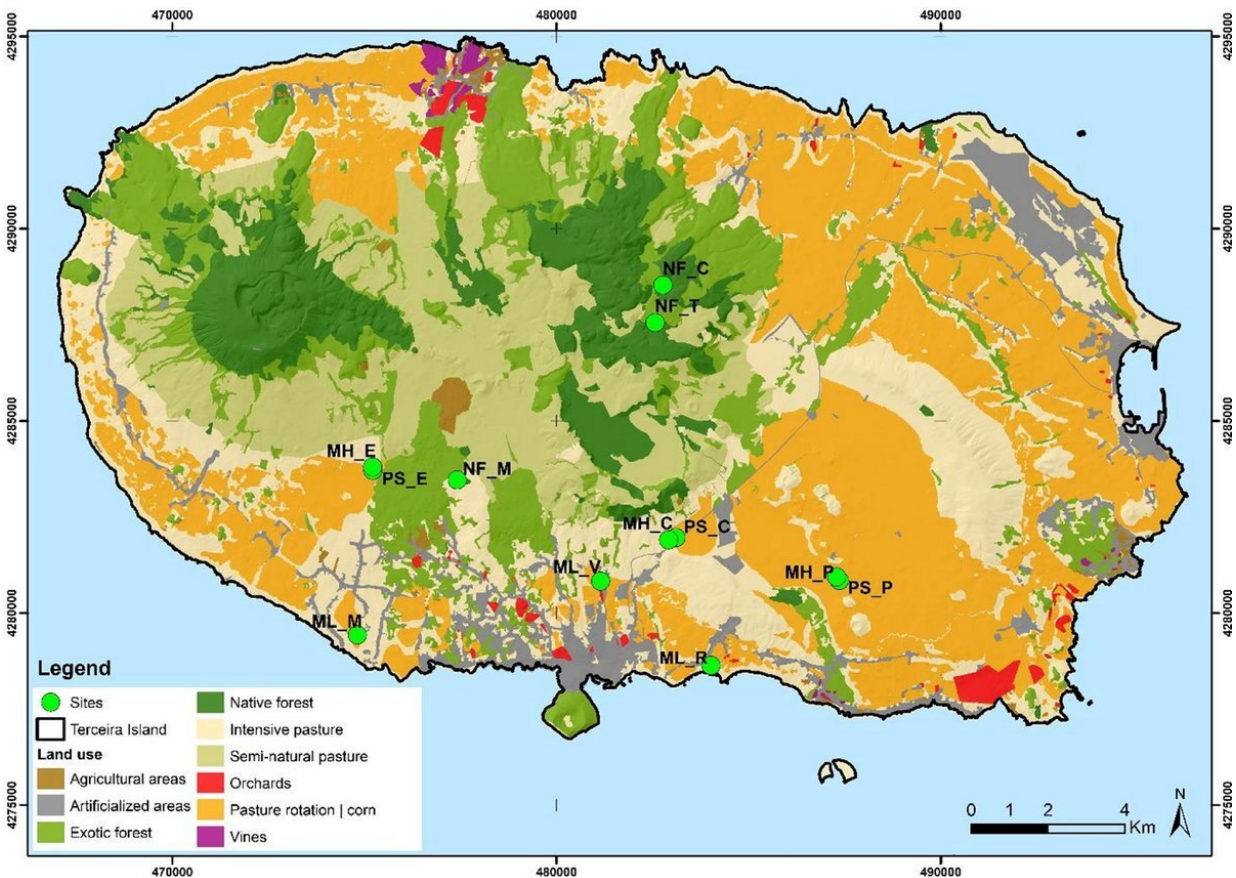 470000 480000 490000
4295000 4295000
4290000 4290000
NF_C
NF_T
4285000 4285000
MH_E
PS_E
NF_M
MH_C PS_C
ML_V
MH_P
PS_P
4280000 4280000
ML_M
ML_R
Legend
Sites
Terceira Island
Land use
Agricultural areas
Artificialized areas
Exotic forest
Native forest
Intensive pasture
Semi-natural pasture
Orchards
Pasture rotation | corn
Vines
4275000 4275000
N
0 1 2 4
Km
470000 480000 490000